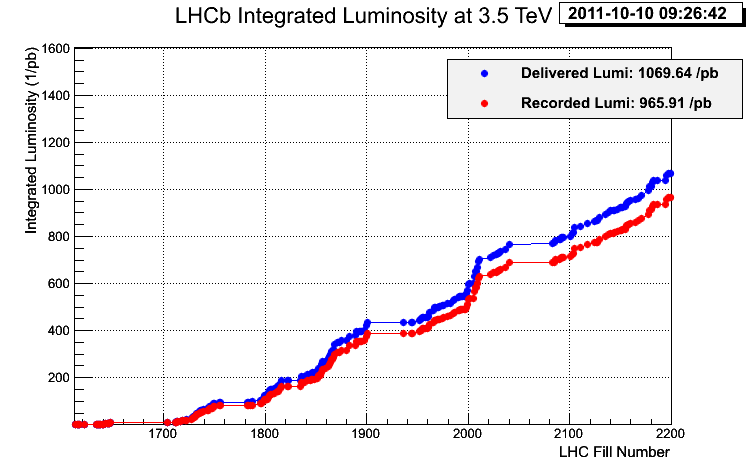 LHCb Integrated Luminosity at 3.5 TeV
2011-10-10 09:26:42
Integrated Luminosity (1/pb)
1600
1400
1200
1000
800
600
400
200
Delivered Lumi: 1069.64 /pb
Recorded Lumi: 965.91 /pb
1700 1800 1900 2000 2100 2200
LHC Fill Number